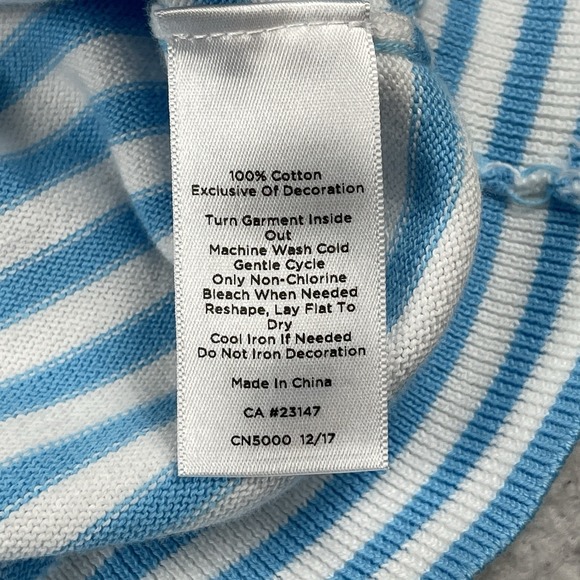 100% Cotton
Exclusive Of Decoration
Turn Garment Inside
Out
Machine Wash Cold
Gentle Cycle
Only Non-Chlorine
Bleach When Needed
Reshape, Lay Flat To
Dry
Cool Iron If Needed
Do Not Iron Decoration
Made In China
CA #23147
CN5000 12/17